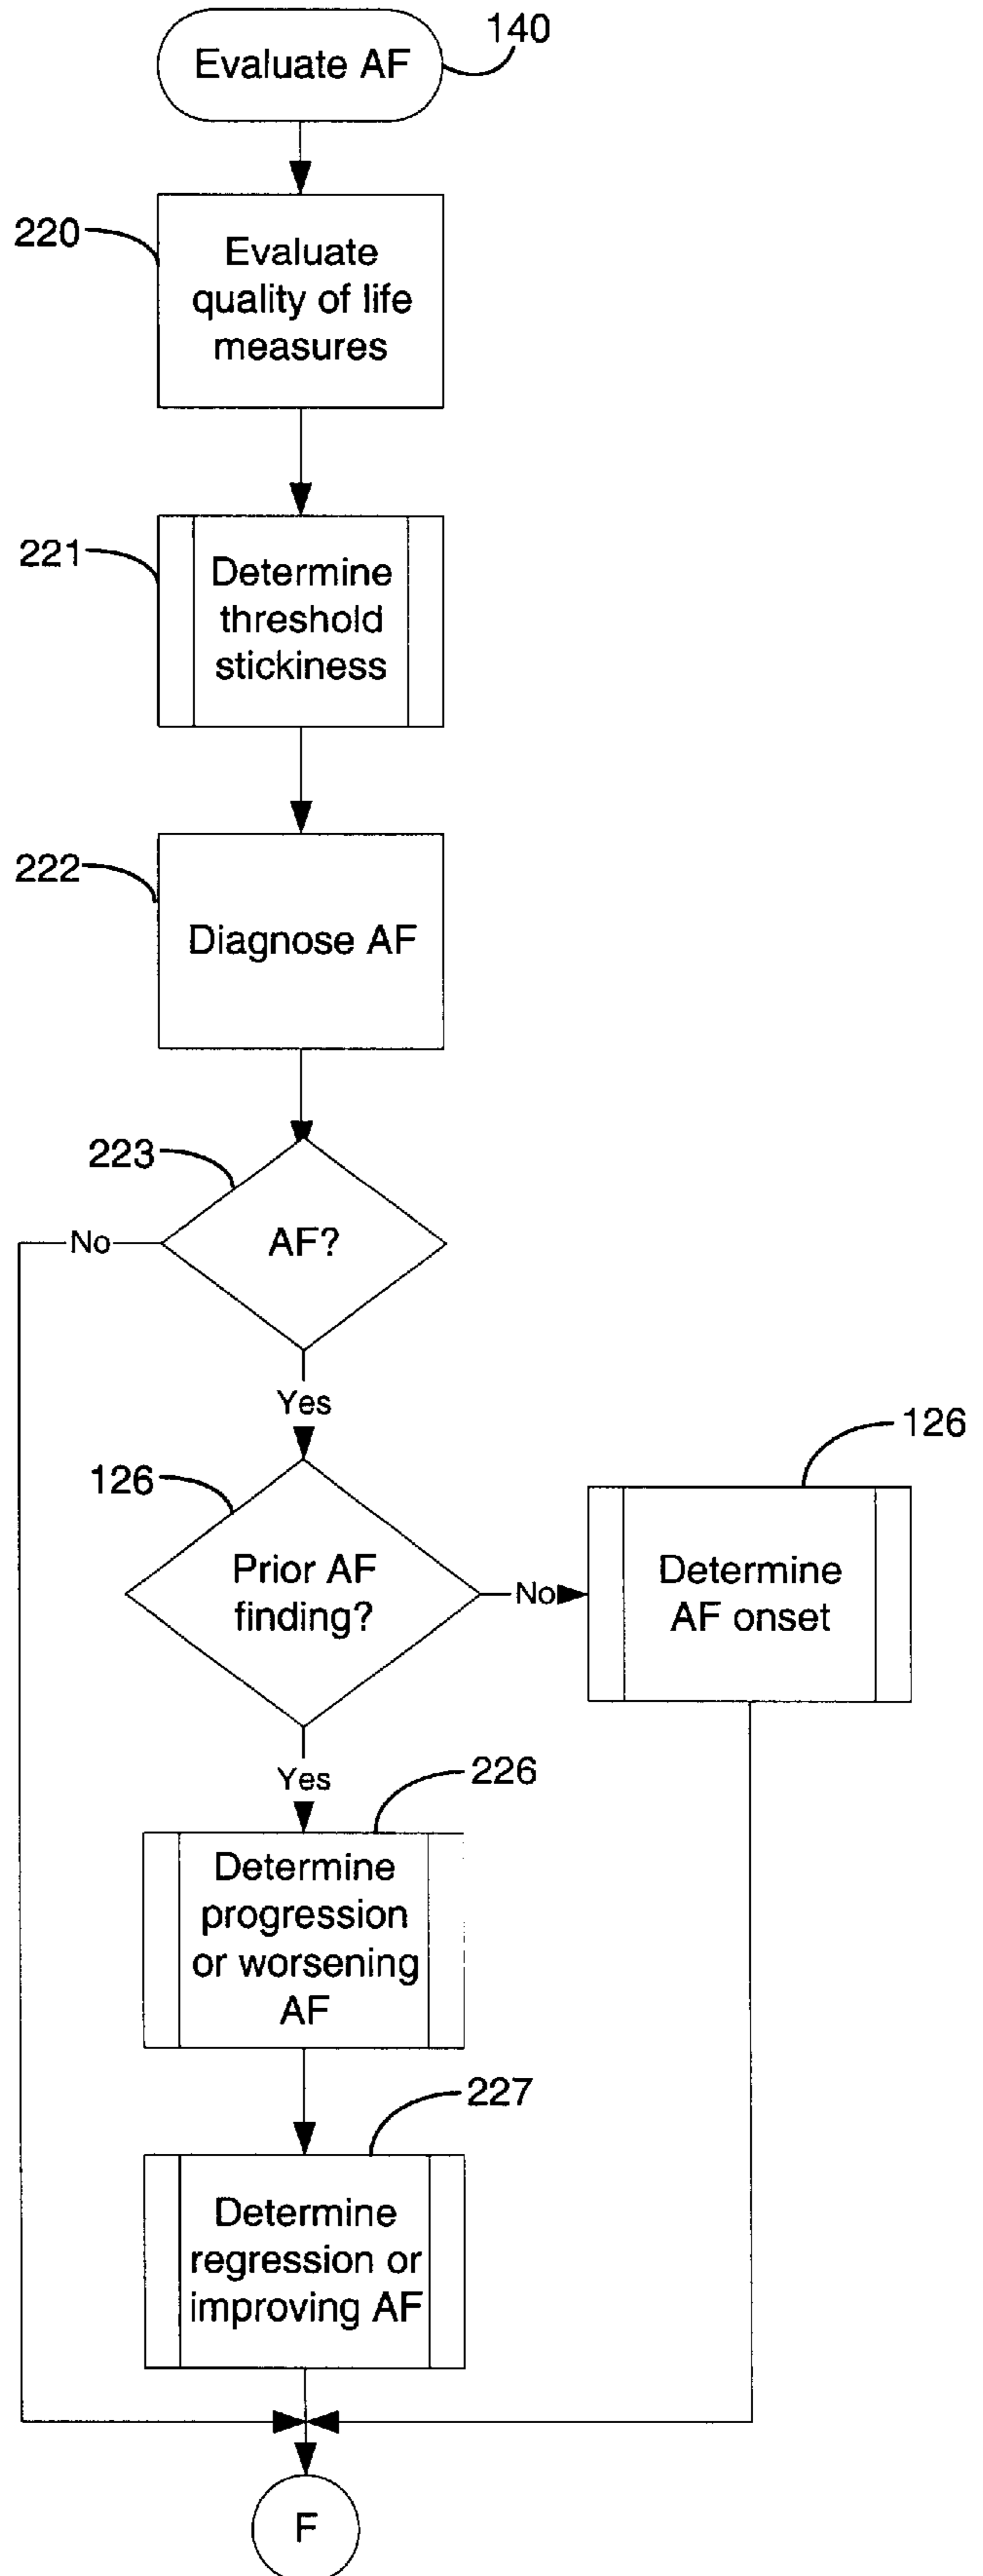 140
Evaluate AF
220
Evaluate
quality of life
measures
221
Determine
threshold
stickiness
222
Diagnose AF
223
AF?
No
Yes
126
Prior AF
finding?
No
126
Determine
AF onset
Yes
226
Determine
progression
or worsening
AF
227
Determine
regression or
improving AF
F